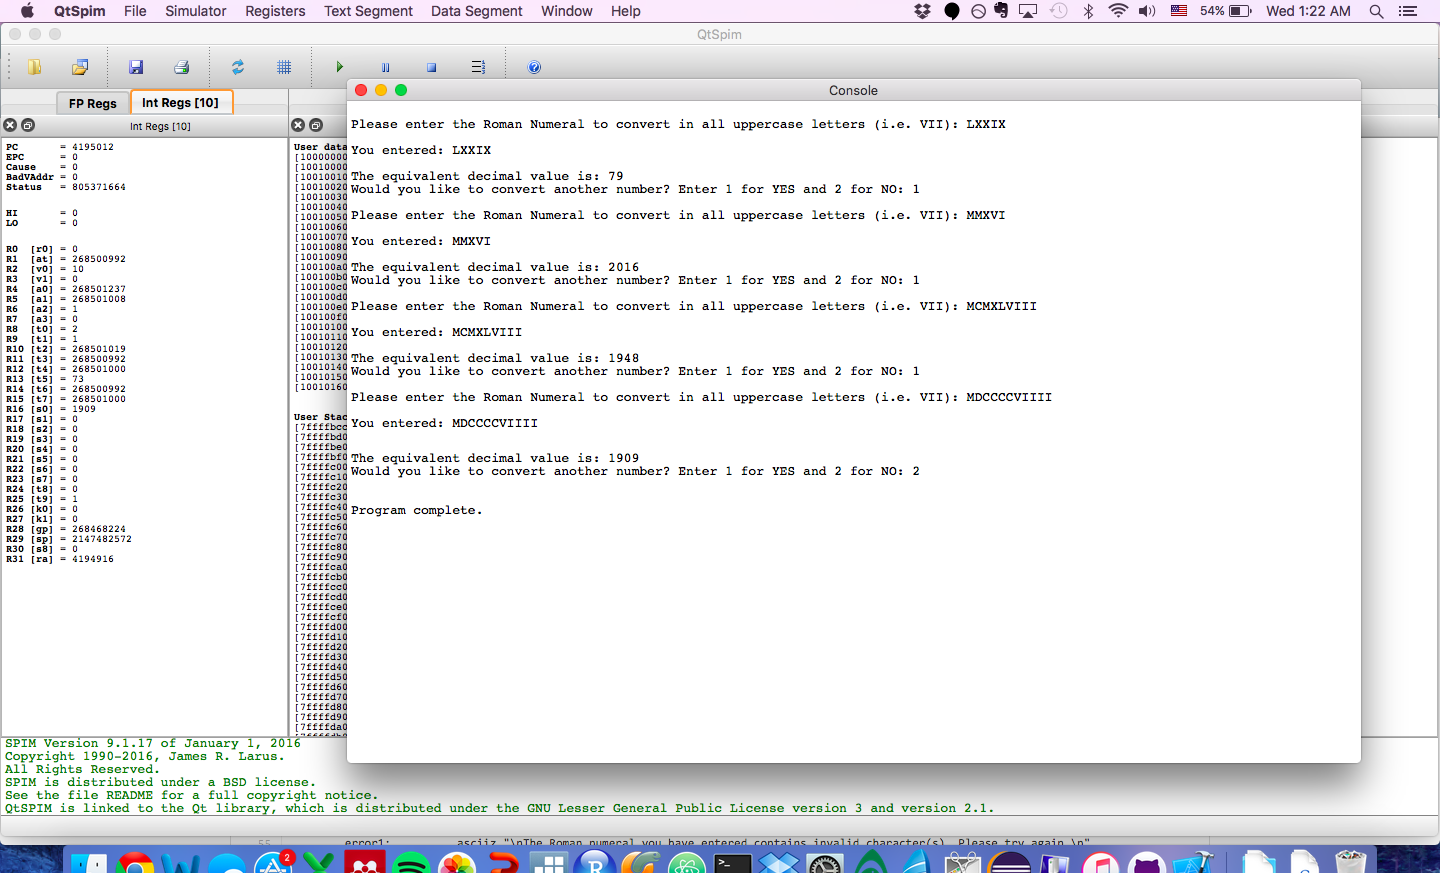 QtSpim File Simulator Registers Text Segment Data Segment Window Help 54% Wed 1:22 AM
QtSpim
FP Regs Int Regs [10]
Int Regs [10]
Console
PC = 4195012
EPC = 0
Cause = 0
BadVAddr = 0
Status = 805371664
HI = 0
LO = 0
R0 [r0] = 0
R1 [at] = 268500992
R2 [v0] = 10
R3 [v1] = 0
R4 [a0] = 268501237
R5 [a1] = 268501008
R6 [a2] = 1
R7 [a3] = 0
R8 [t0] = 2
R9 [t1] = 1
R10 [t2] = 268501019
R11 [t3] = 268500992
R12 [t4] = 268501000
R13 [t5] = 73
R14 [t6] = 268500992
R15 [t7] = 268501000
R16 [s0] = 1909
R17 [s1] = 0
R18 [s2] = 0
R19 [s3] = 0
R20 [s4] = 0
R21 [s5] = 0
R22 [s6] = 0
R23 [s7] = 0
R24 [t8] = 0
R25 [t9] = 1
R26 [k0] = 0
R27 [k1] = 0
R28 [gp] = 268468224
R29 [sp] = 2147482572
R30 [s8] = 0
R31 [ra] = 4194916
User data
[10000000
[10010000
[10010010
[10010020
[10010030
[10010040
[10010050
[10010060
[10010070
[10010080
[10010090
[100100a0
[100100b0
[100100c0
[100100d0
[100100e0
[100100f0
[10010100
[10010110
[10010120
[10010130
[10010140
[10010150
[10010160
User Stac
[7ffffbcc
[7ffffbd0
[7ffffbe0
[7ffffbf0
[7ffffc00
[7ffffc10
[7ffffc20
[7ffffc30
[7ffffc40
[7ffffc50
[7ffffc60
[7ffffc70
[7ffffc80
[7ffffc90
[7ffffca0
[7ffffcb0
[7ffffcc0
[7ffffcd0
[7ffffce0
[7ffffcf0
[7ffffd00
[7ffffd10
[7ffffd20
[7ffffd30
[7ffffd40
[7ffffd50
[7ffffd60
[7ffffd70
[7ffffd80
[7ffffd90
[7ffffda0
Please enter the Roman Numeral to convert in all uppercase letters (i.e. VII): LXXIX
You entered: LXXIX
The equivalent decimal value is: 79
Would you like to convert another number? Enter 1 for YES and 2 for NO: 1
Please enter the Roman Numeral to convert in all uppercase letters (i.e. VII): MMXVI
You entered: MMXVI
The equivalent decimal value is: 2016
Would you like to convert another number? Enter 1 for YES and 2 for NO: 1
Please enter the Roman Numeral to convert in all uppercase letters (i.e. VII): MCMXLVIII
You entered: MCMXLVIII
The equivalent decimal value is: 1948
Would you like to convert another number? Enter 1 for YES and 2 for NO: 1
Please enter the Roman Numeral to convert in all uppercase letters (i.e. VII): MDCCCCVIIII
You entered: MDCCCCVIIII
The equivalent decimal value is: 1909
Would you like to convert another number? Enter 1 for YES and 2 for NO: 2
Program complete.
SPIM Version 9.1.17 of January 1, 2016
Copyright 1990-2016, James R. Larus.
All Rights Reserved.
SPIM is distributed under a BSD license.
See the file README for a full copyright notice.
QtSPIM is linked to the Qt library, which is distributed under the GNU Lesser General Public License version 3 and version 2.1.
55 error1: .asciiz "\nThe Roman numeral you have entered contains invalid character(s). Please try again.\n"
2